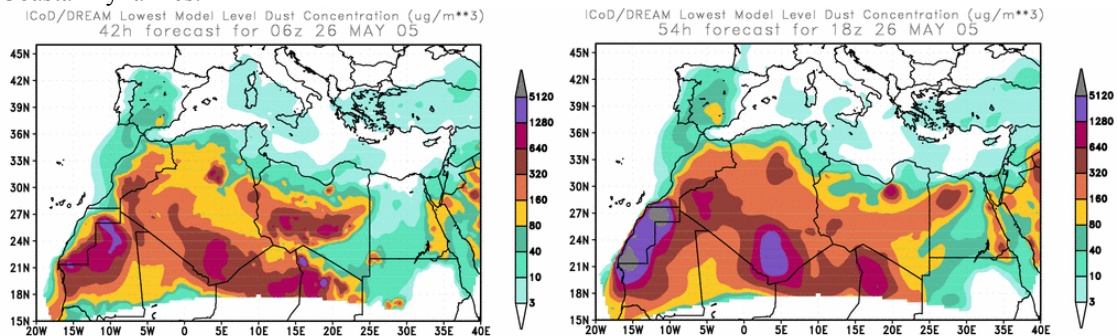 ICoD/DREAM Lowest Model Level Dust Concentration (ug/m**3)
42h forecast for 06z 26 MAY 05
45N
42N
39N
36N
33N
30N
27N
24N
21N
18N
15N
20W 15W 10W 5W 0 5E 10E 15E 20E 25E 30E 35E 40E
5120
1280
640
320
160
80
40
10
3
ICoD/DREAM Lowest Model Level Dust Concentration (ug/m**3)
54h forecast for 18z 26 MAY 05
45N
42N
39N
36N
33N
30N
27N
24N
21N
18N
15N
20W 15W 10W 5W 0 5E 10E 15E 20E 25E 30E 35E 40E
5120
1280
640
320
160
80
40
10
3